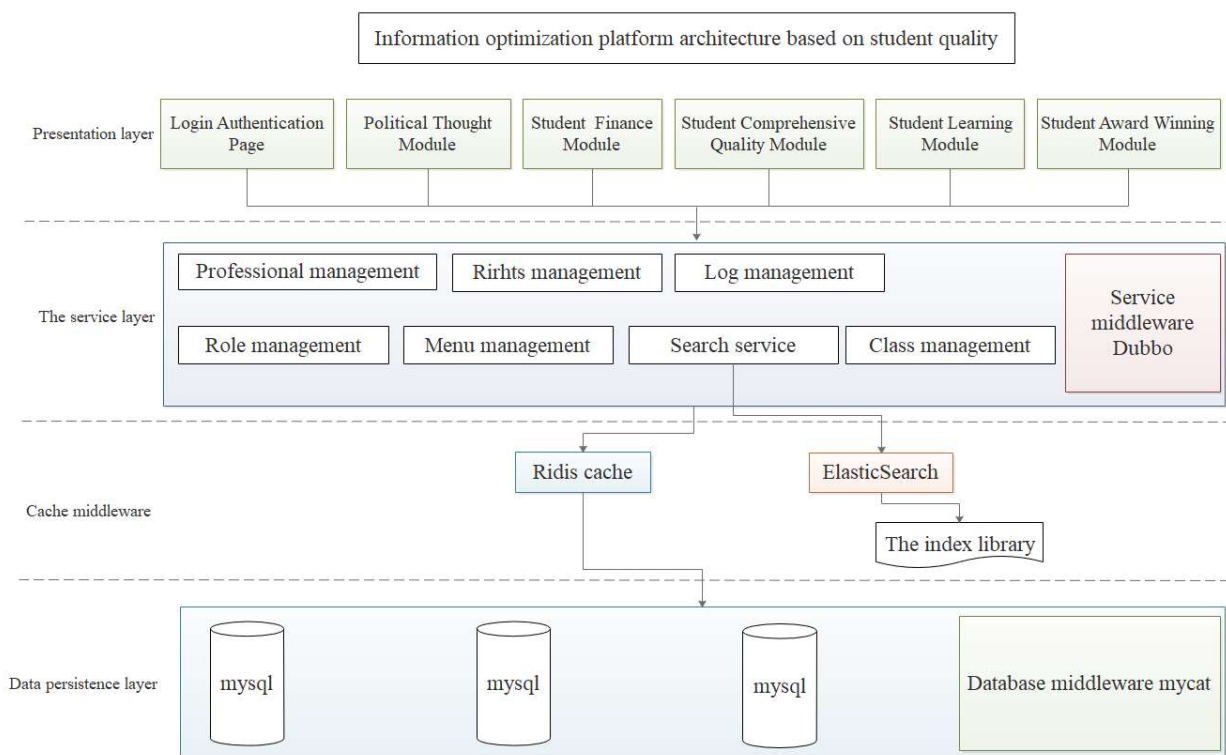 Information optimization platform architecture based on student quality
Presentation layer
Login Authentication
Page
Political Thought
Module
Student Finance
Module
Student Comprehensive
Quality Module
Student Learning
Module
Student Award Winning
Module
The service layer
Professional management
Rirhts management
Log management
Role management
Menu management
Search service
Class management
Service
middleware
Dubbo
Cache middleware
Ridis cache
ElasticSearch
The index library
Data persistence layer
mysql
mysql
mysql
Database middleware mycat